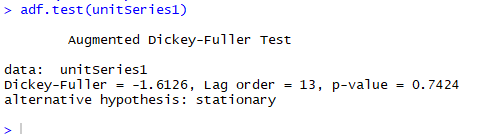 > adf.test(unitSeries1)
Augmented Dickey-Fuller Test
data:  unitSeries1
Dickey-Fuller = -1.6126, Lag order = 13, p-value = 0.7424
alternative hypothesis: stationary
>